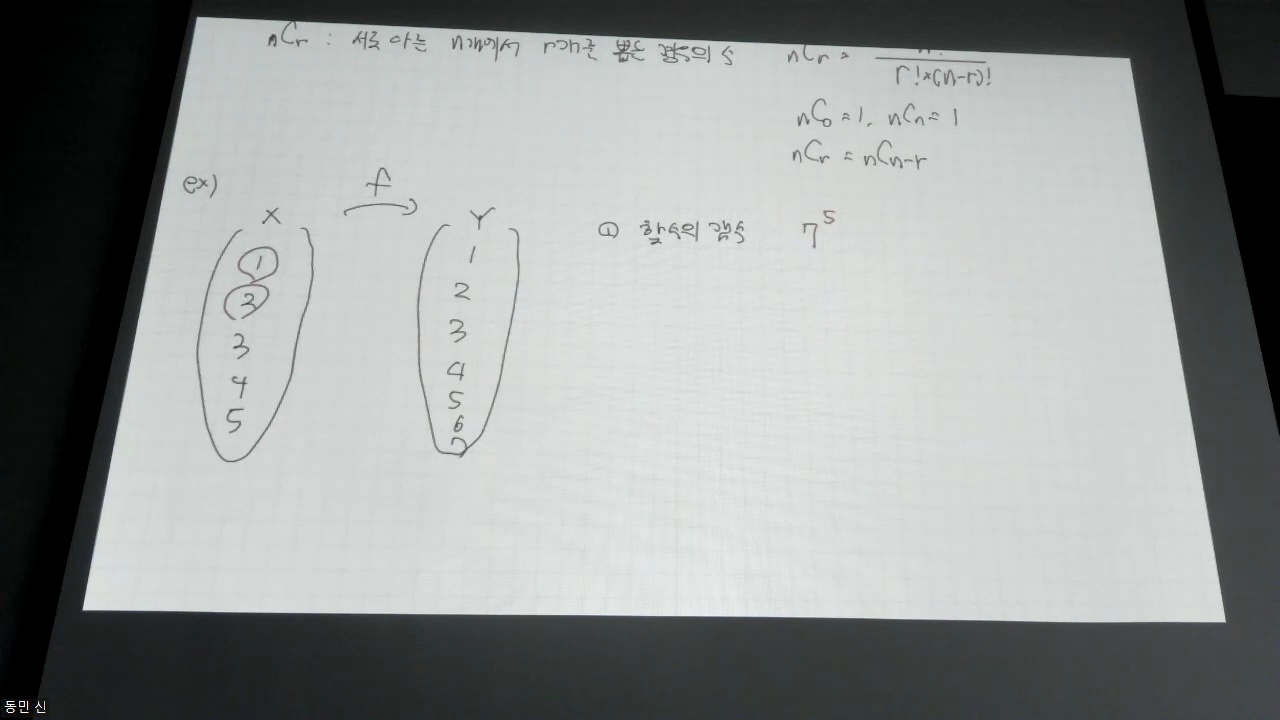 nCr : 서로 다른 n개에서 r개를 뽑는 경우의 수 nCr = ―― r!×(n-r)!
nC0 = 1, nCn = 1
nCr = nCn-r
ex)
f
X Y
① 함수의 갯수 7^5
1
2
3
4
5
1
2
3
4
5
6
7
동민 신